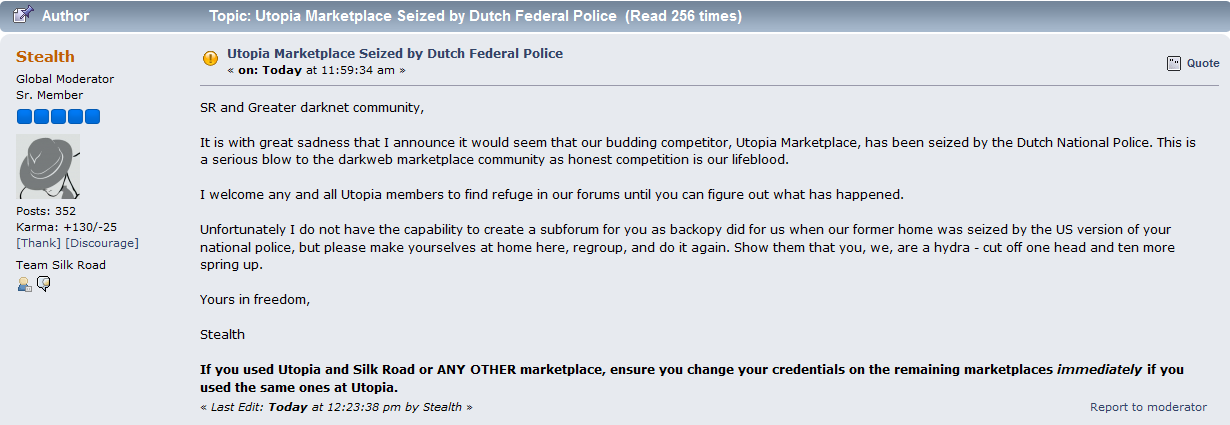 Author
Topic: Utopia Marketplace Seized by Dutch Federal Police (Read 256 times)
Stealth
Global Moderator
Sr. Member
Posts: 352
Karma: +130/-25
[Thank] [Discourage]
Team Silk Road
Utopia Marketplace Seized by Dutch Federal Police
« on: Today at 11:59:34 am »
Quote
SR and Greater darknet community,
It is with great sadness that I announce it would seem that our budding competitor, Utopia Marketplace, has been seized by the Dutch National Police. This is
a serious blow to the darkweb marketplace community as honest competition is our lifeblood.
I welcome any and all Utopia members to find refuge in our forums until you can figure out what has happened.
Unfortunately I do not have the capability to create a subforum for you as backopy did for us when our former home was seized by the US version of your
national police, but please make yourselves at home here, regroup, and do it again. Show them that you, we, are a hydra - cut off one head and ten more
spring up.
Yours in freedom,
Stealth
If you used Utopia and Silk Road or ANY OTHER marketplace, ensure you change your credentials on the remaining marketplaces immediately if you
used the same ones at Utopia.
« Last Edit: Today at 12:23:38 pm by Stealth »
Report to moderator